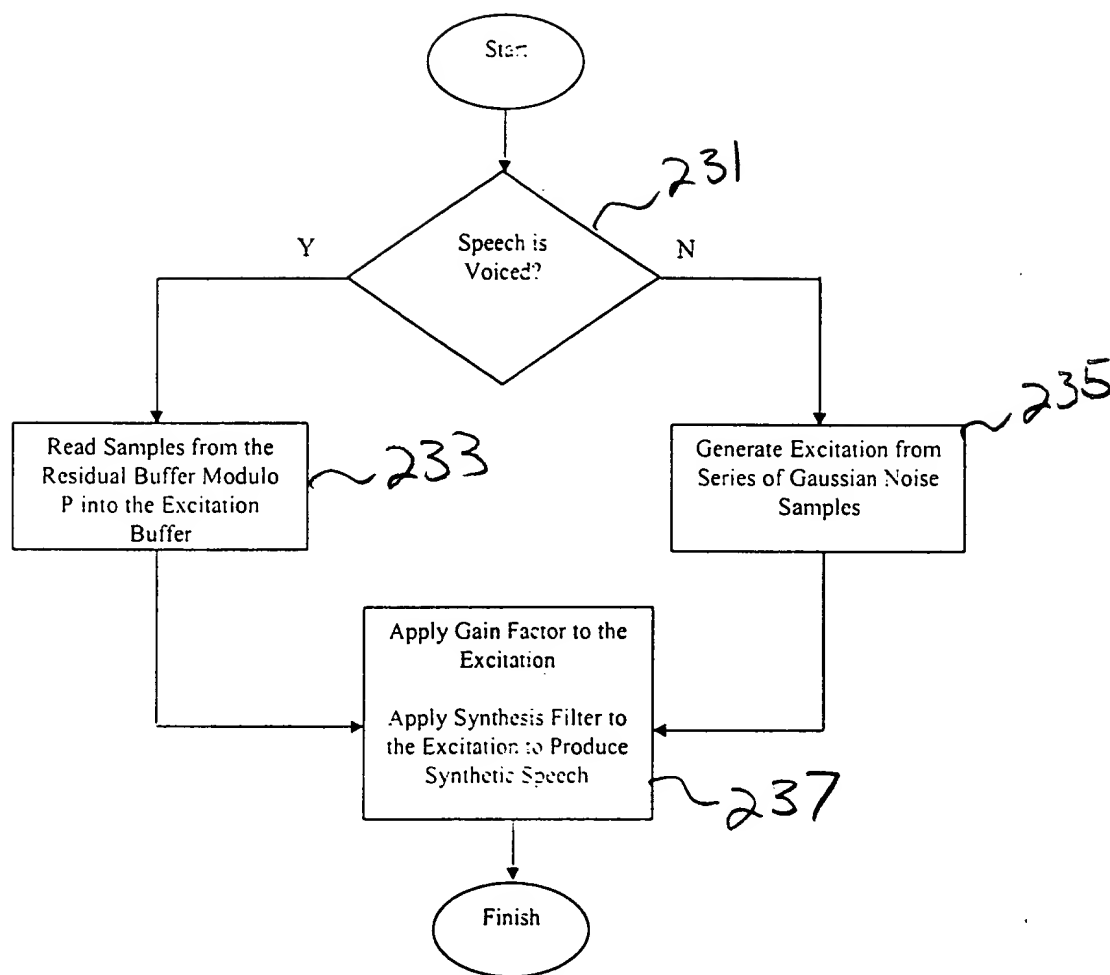 Start
231
Y
Speech is
Voiced?
N
235
Read Samples from the
Residual Buffer Modulo
P into the Excitation
Buffer
233
Generate Excitation from
Series of Gaussian Noise
Samples
Apply Gain Factor to the
Excitation
Apply Synthesis Filter to
the Excitation to Produce
Synthetic Speech
237
Finish